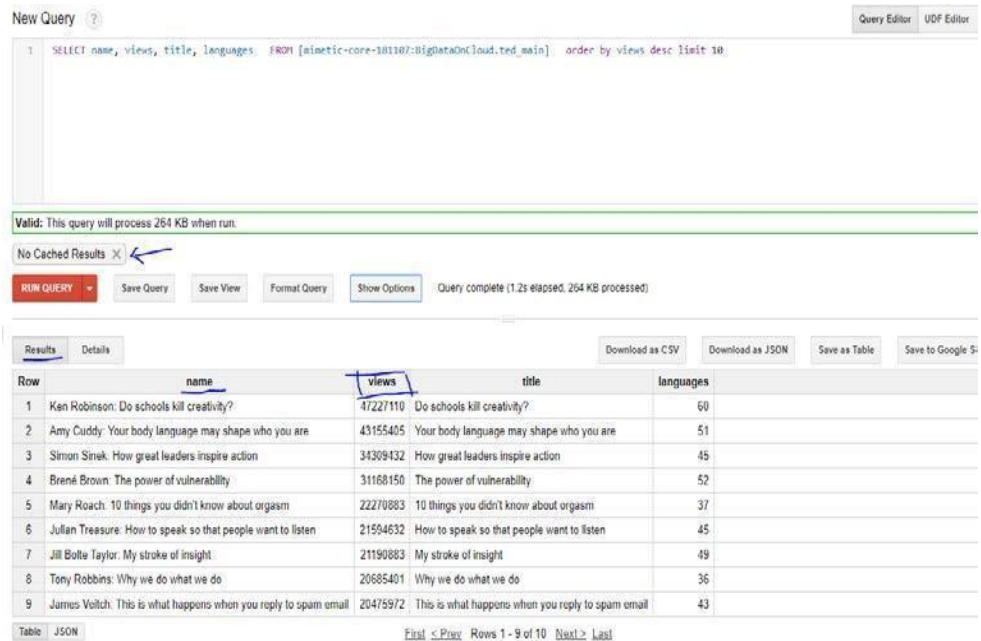 New Query ?
Query Editor UDF Editor
1 SELECT name, views, title, languages FROM [mimetic-core-181107:BigDataOnCloud.ted_main] order by views desc limit 10
Valid: This query will process 264 KB when run.
No Cached Results X
RUN QUERY Save Query Save View Format Query Show Options Query complete (1.2s elapsed, 264 KB processed)
Results Details Download as CSV Download as JSON Save as Table Save to Google
Row name views title languages
1 Ken Robinson: Do schools kill creativity? 47227110 Do schools kill creativity? 60
2 Amy Cuddy: Your body language may shape who you are 43155405 Your body language may shape who you are 51
3 Simon Sinek: How great leaders inspire action 34309432 How great leaders inspire action 45
4 Brené Brown: The power of vulnerability 31168150 The power of vulnerability 52
5 Mary Roach: 10 things you didn't know about orgasm 22270883 10 things you didn't know about orgasm 37
6 Julian Treasure: How to speak so that people want to listen 21594632 How to speak so that people want to listen 45
7 Jill Bolte Taylor: My stroke of insight 21190883 My stroke of insight 49
8 Tony Robbins: Why we do what we do 20685401 Why we do what we do 36
9 James Veitch: This is what happens when you reply to spam email 20475972 This is what happens when you reply to spam email 43
Table JSON First < Prev Rows 1 - 9 of 10 Next > Last